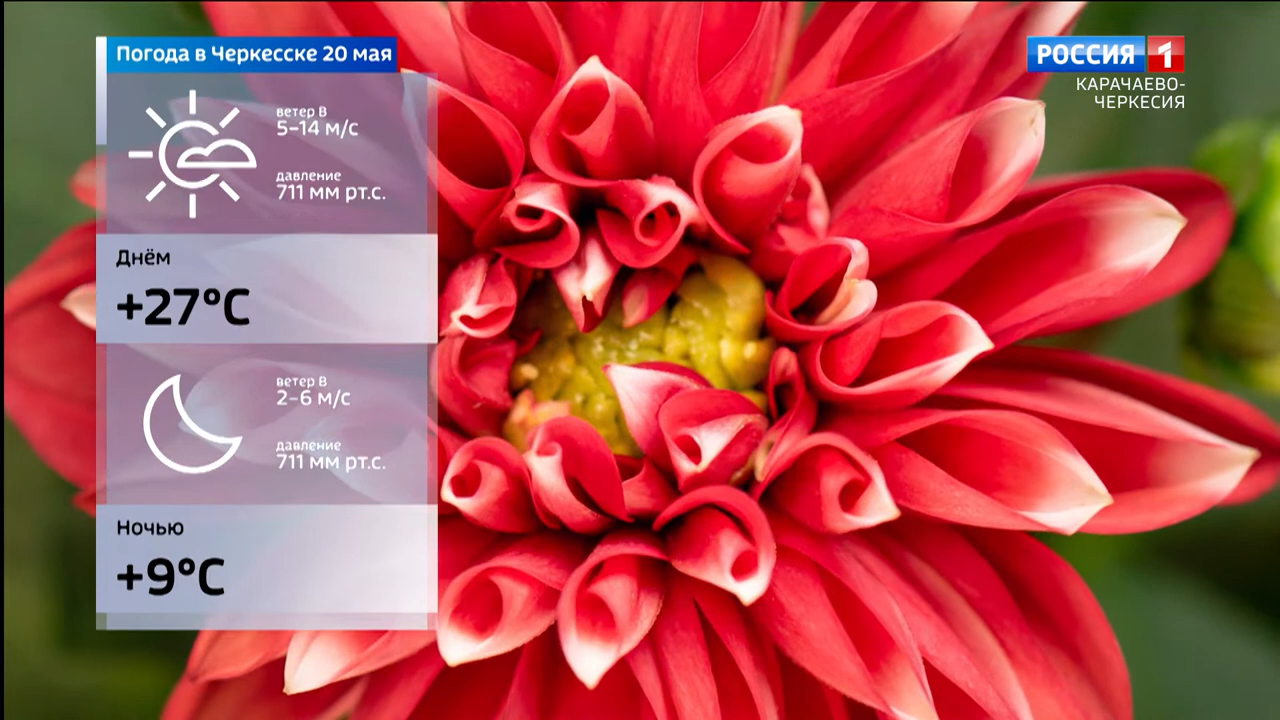 Погода в Черкесске 20 мая
РОССИЯ 1
КАРАЧАЕВО-
ЧЕРКЕСИЯ
ветер В
5-14 м/с
давление
711 мм рт.с.
Днём
+27°C
ветер В
2-6 м/с
давление
711 мм рт.с.
Ночью
+9°C